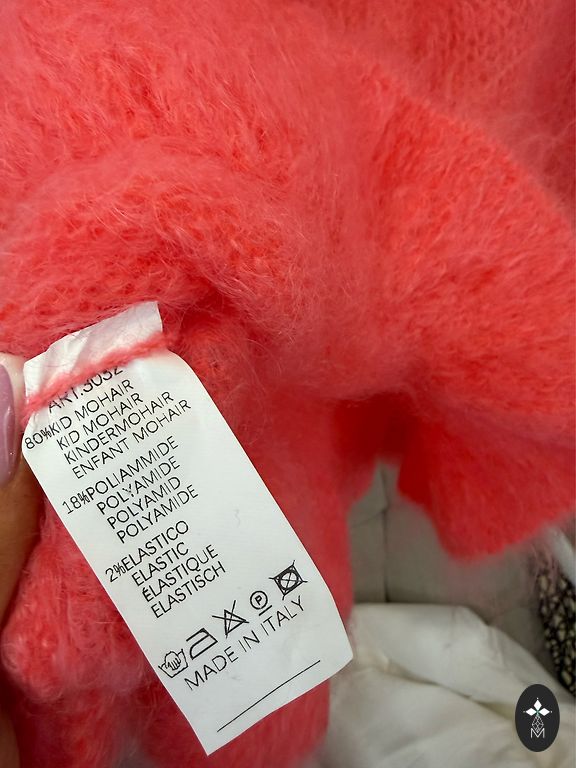 ART.3032
80%KID MOHAIR
KID MOHAIR
KINDERMOHAIR
ENFANT MOHAIR
18%POLIAMMIDE
POLYAMIDE
POLYAMID
POLYAMIDE
2%ELASTICO
ELASTIC
ÉLASTIQUE
ELASTISCH
P
MADE IN ITALY
M